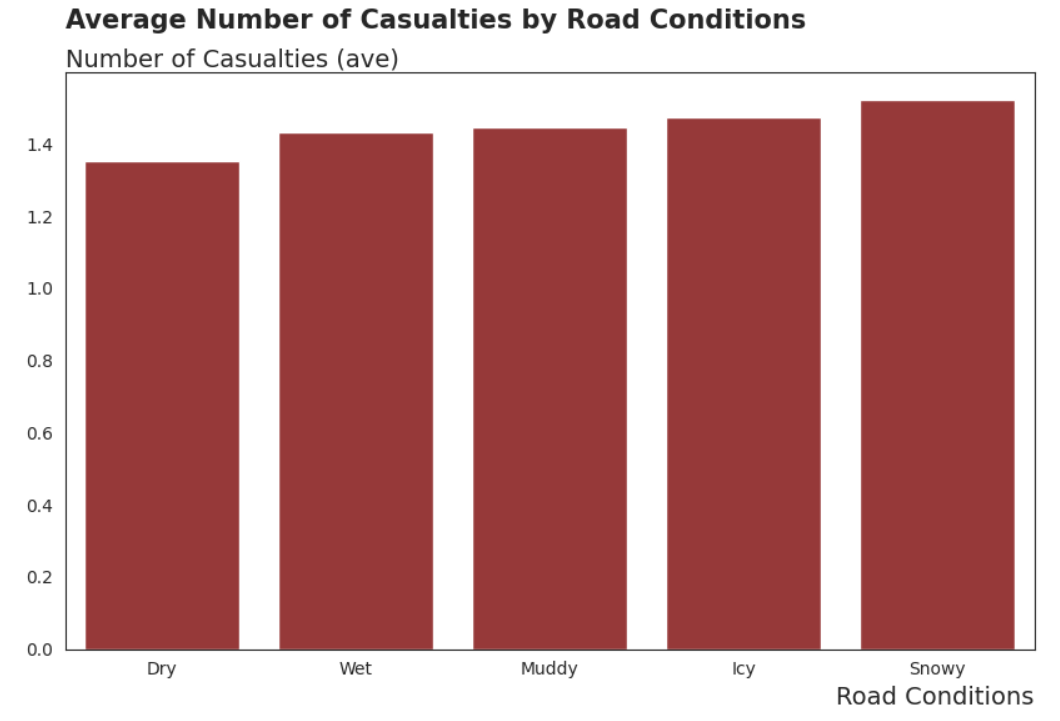 Average Number of Casualties by Road Conditions
Number of Casualties (ave)
1.4
1.2
1.0
0.8
0.6
0.4
0.2
0.0
Dry Wet Muddy Icy Snowy
Road Conditions